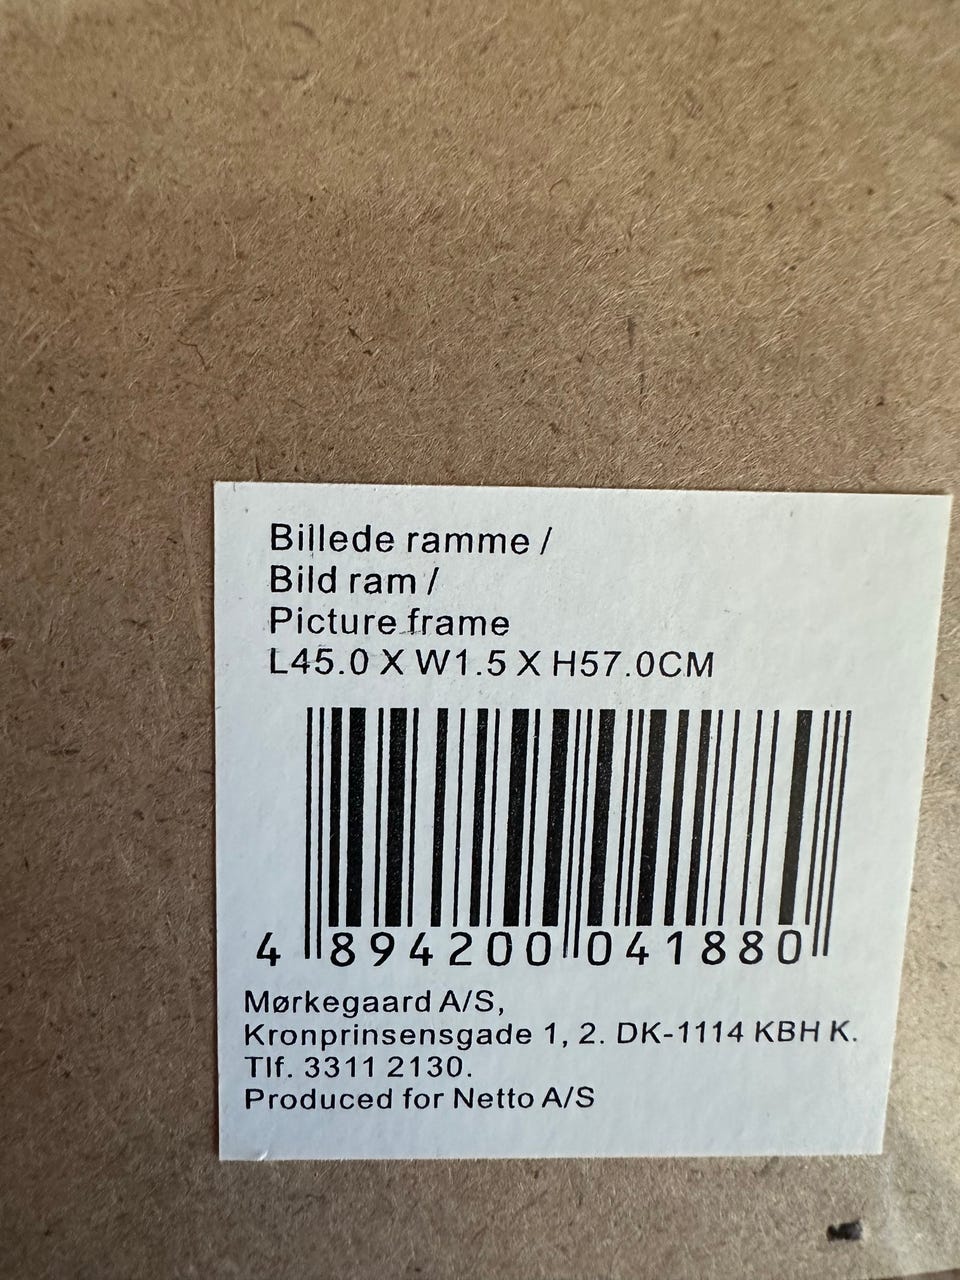 Billede ramme /
Bild ram /
Picture frame
L45.0 X W1.5 X H57.0CM
4 894200 041880
Mørkegaard A/S,
Kronprinsensgade 1, 2. DK-1114 KBH K.
Tlf. 3311 2130.
Produced for Netto A/S